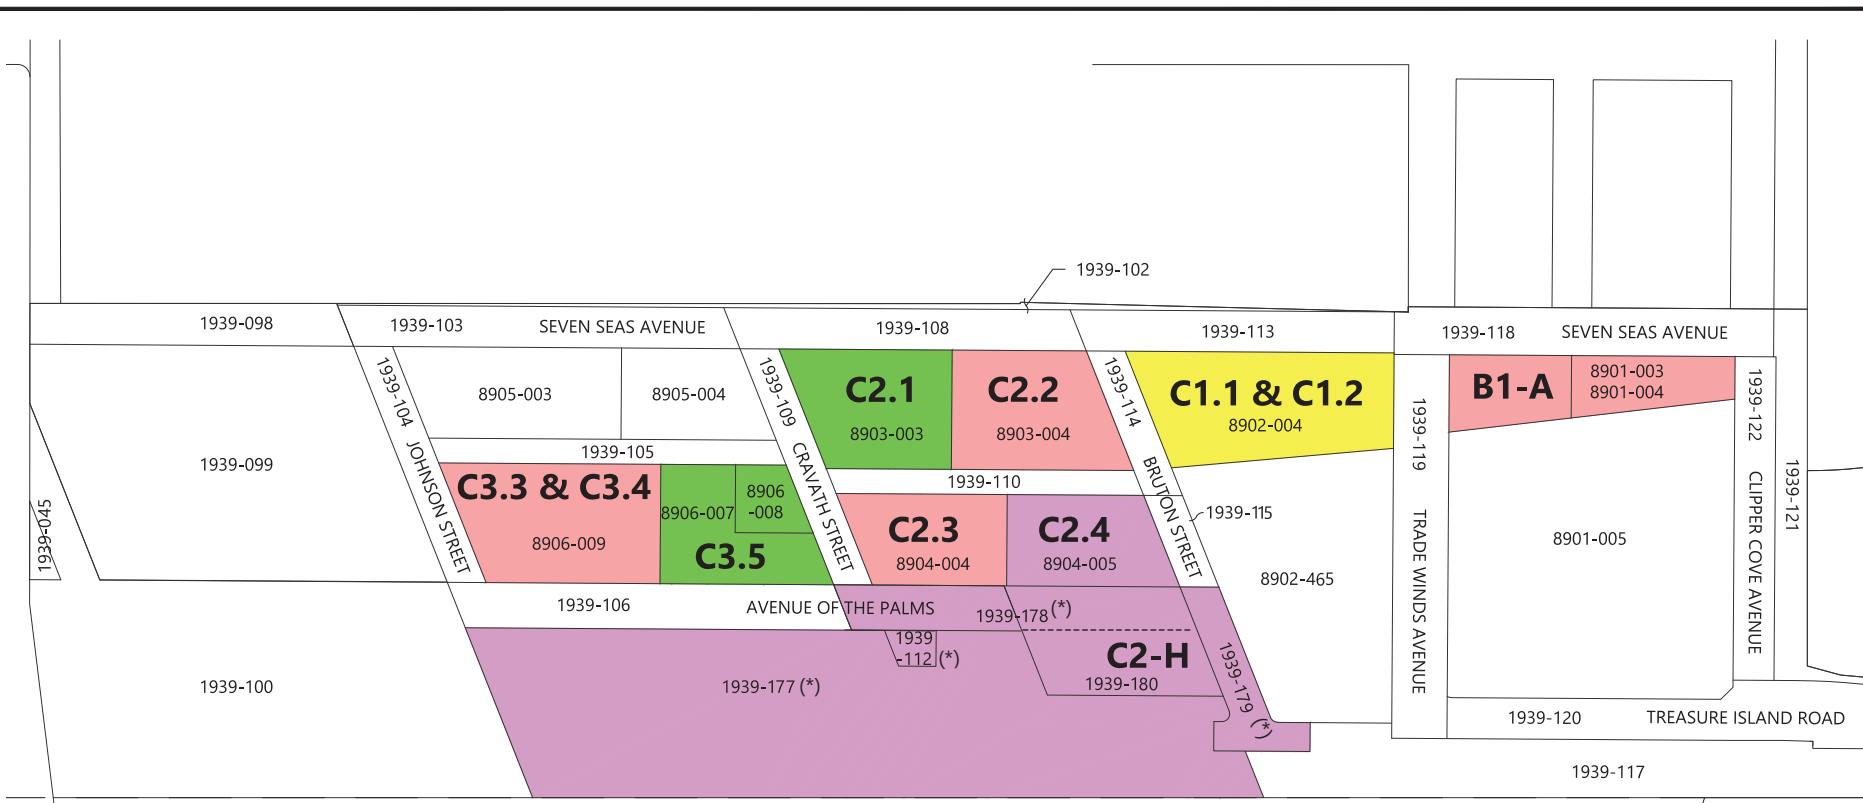 1939-102
1939-098
1939-103
SEVEN SEAS AVENUE
1939-108
1939-113
1939-118
SEVEN SEAS AVENUE
1939-104 JOHNSON STREET
8905-003
8905-004
1939-109 CRAVATH STREET
C2.1
8903-003
C2.2
8903-004
1939-114 BRUTON STREET
C1.1 & C1.2
8902-004
1939-119 TRADE WINDS AVENUE
B1-A
8901-003
8901-004
1939-122 CLIPPER COVE AVENUE
1939-121
1939-099
1939-105
1939-110
1939-045
C3.3 & C3.4
8906-009
8906-007
8906
-008
C3.5
C2.3
8904-004
C2.4
8904-005
1939-115
8902-465
8901-005
1939-106
AVENUE OF THE PALMS
1939-178 (*)
1939
-112 (*)
C2-H
1939-180
1939-179 (*)
1939-100
1939-177 (*)
1939-120
TREASURE ISLAND ROAD
1939-117